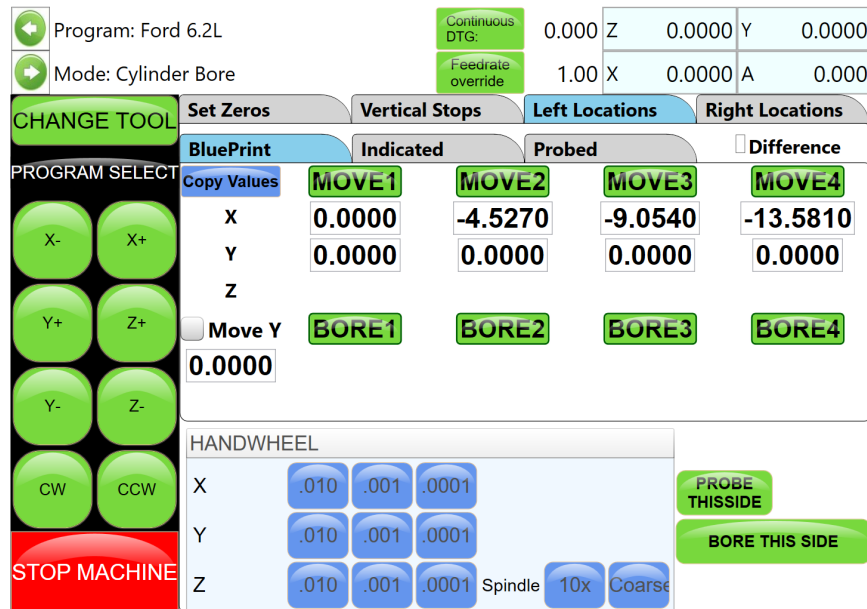 Program: Ford 6.2L
Continuous DTG: 0.000 Z 0.0000 Y 0.0000
Mode: Cylinder Bore
Feedrate override 1.00 X 0.0000 A 0.000
CHANGE TOOL
Set Zeros Vertical Stops Left Locations Right Locations
BluePrint Indicated Probed Difference
PROGRAM SELECT
Copy Values MOVE1 MOVE2 MOVE3 MOVE4
X 0.0000 -4.5270 -9.0540 -13.5810
X- X+
Y 0.0000 0.0000 0.0000 0.0000
Z
Y+ Z+
Move Y BORE1 BORE2 BORE3 BORE4
0.0000
Y- Z-
HANDWHEEL
CW CCW
X .010 .001 .0001
PROBE THISSIDE
Y .010 .001 .0001
BORE THIS SIDE
STOP MACHINE
Z .010 .001 .0001 Spindle 10x Coarse